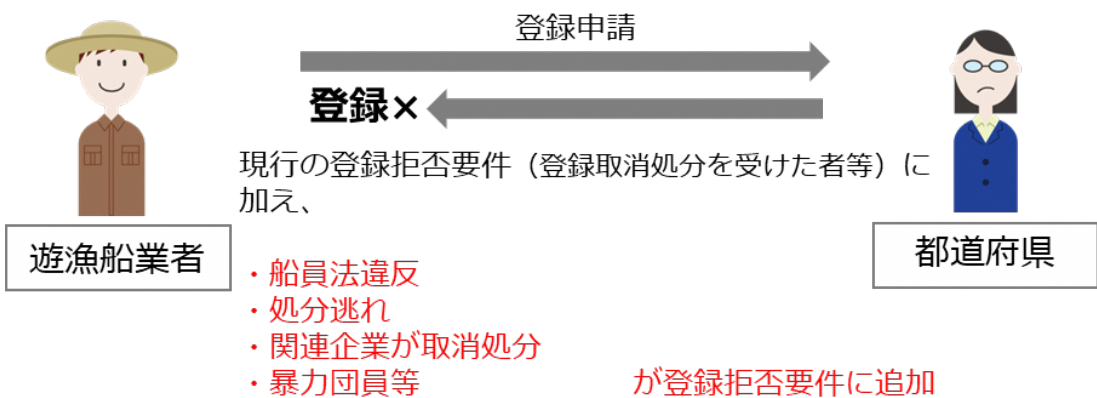 登録申請
登録×
現行の登録拒否要件（登録取消処分を受けた者等）に
加え、
遊漁船業者
都道府県
・船員法違反
・処分逃れ
・関連企業が取消処分
・暴力団員等 が登録拒否要件に追加